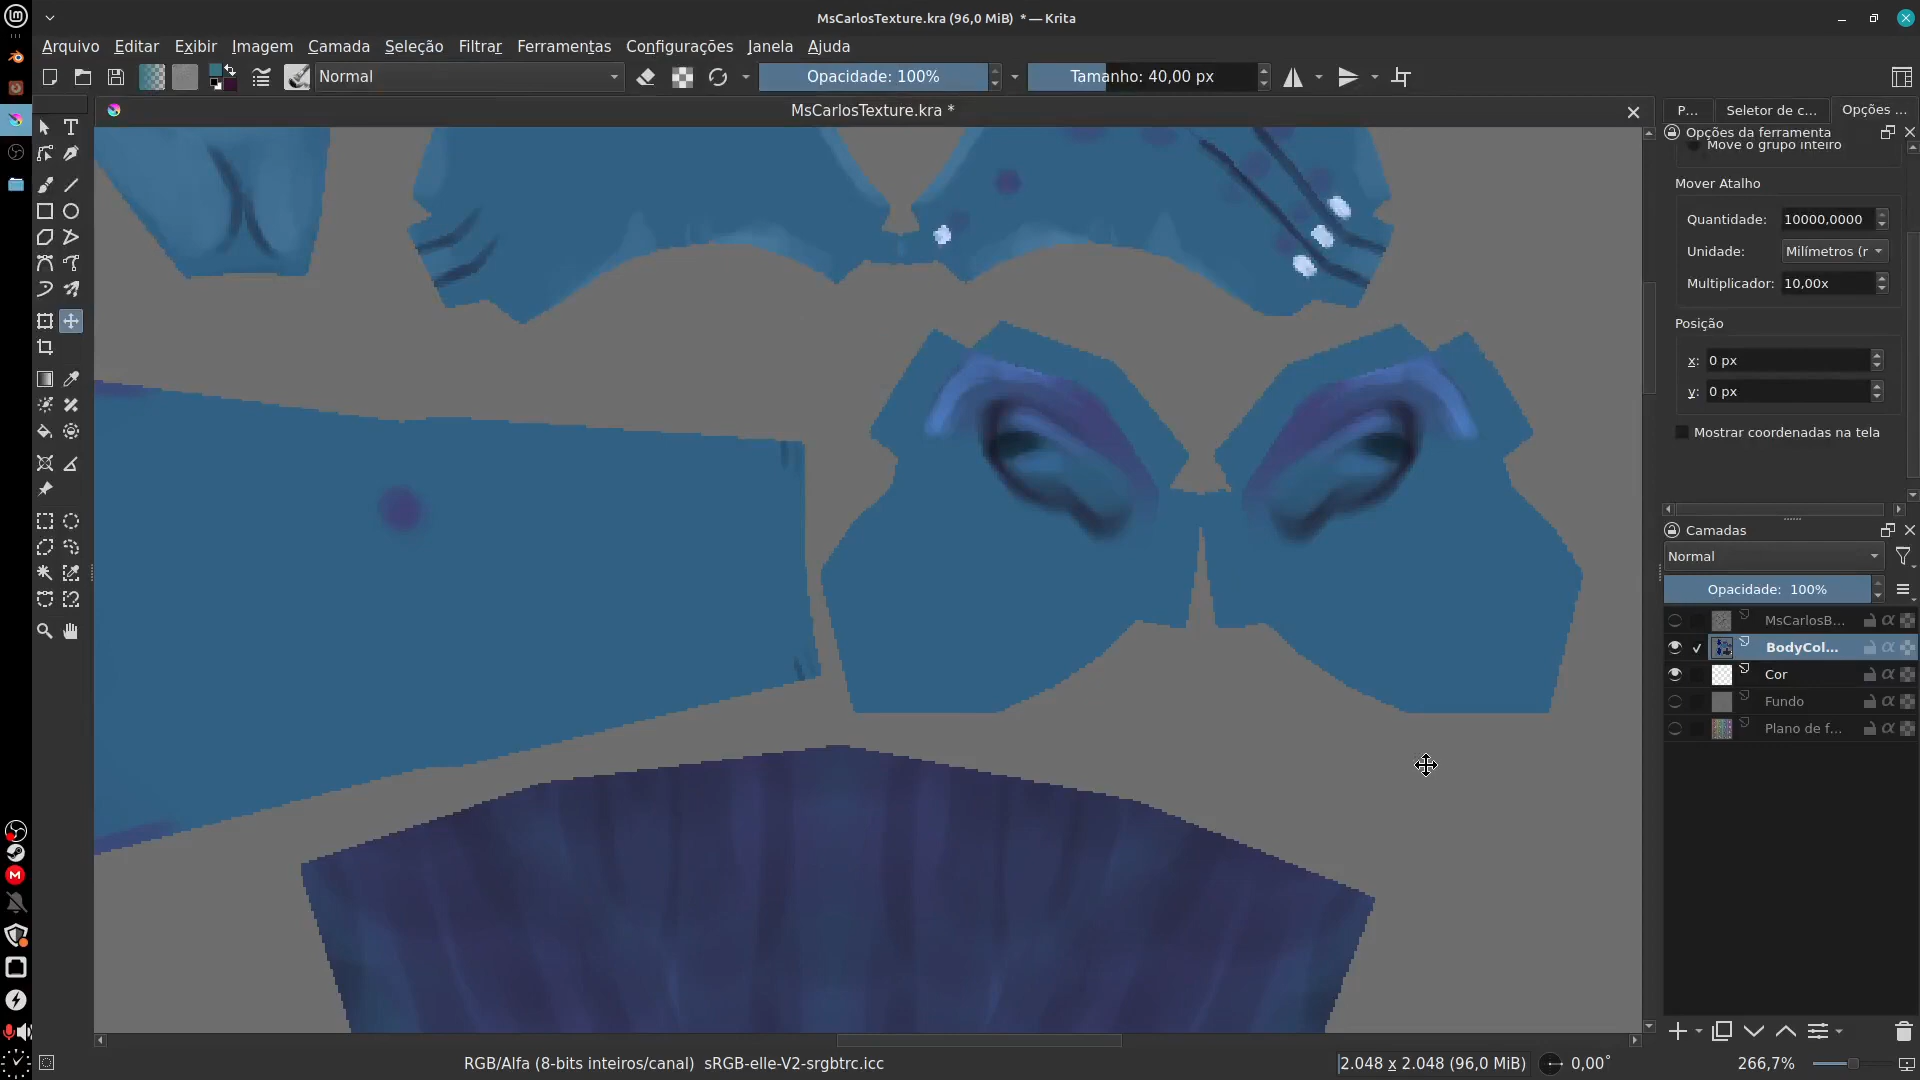 MsCarlosTexture.kra (96,0 MiB) * — Krita
Arquivo Editar Exibir Imagem Camada Seleção Filtrar Ferramentas Configurações Janela Ajuda
Normal Opacidade: 100% Tamanho: 40,00 px
MsCarlosTexture.kra *
P... Seletor de c... Opções ...
Opções da ferramenta
Move o grupo inteiro
Mover Atalho
Quantidade: 10000,0000
Unidade: Milímetros (r
Multiplicador: 10,00x
Posição
x: 0 px
y: 0 px
Mostrar coordenadas na tela
Camadas
Normal
Opacidade: 100%
MsCarlosB...
BodyCol...
Cor
Fundo
Plano de f...
RGB/Alfa (8-bits inteiros/canal) sRGB-elle-V2-srgbtrc.icc
2.048 x 2.048 (96,0 MiB)
0,00°
266,7%